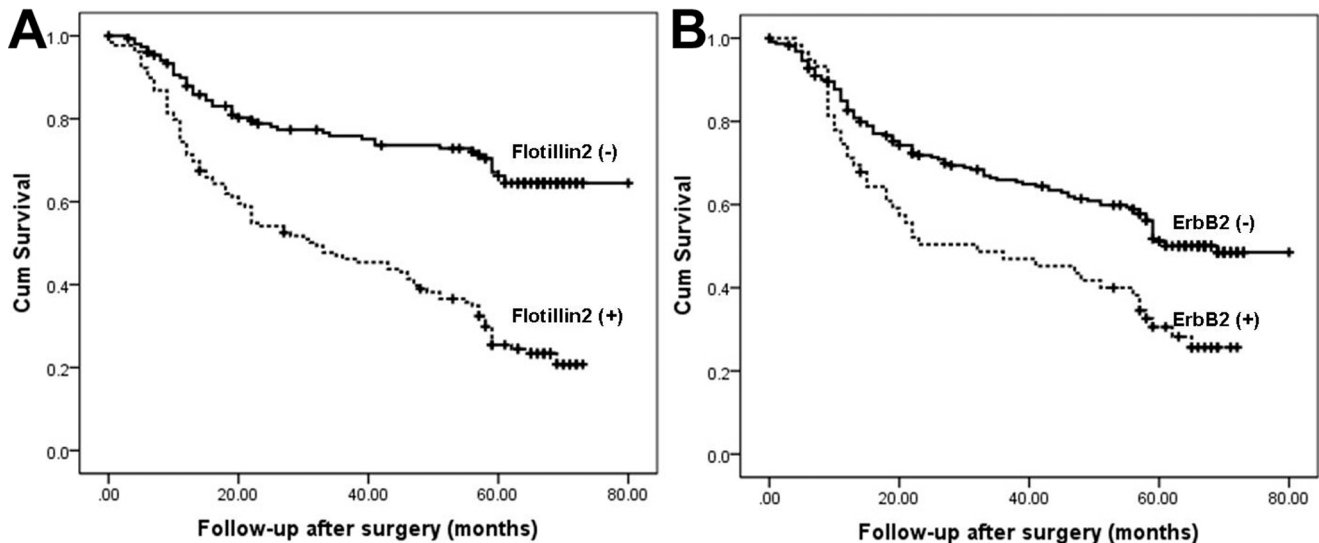 A
1.0
0.8
0.6
0.4
0.2
0.0
Cum Survival
Flotillin2 (-)
Flotillin2 (+)
.00 20.00 40.00 60.00 80.00
Follow-up after surgery (months)
B
1.0
0.8
0.6
0.4
0.2
0.0
Cum Survival
ErbB2 (-)
ErbB2 (+)
.00 20.00 40.00 60.00 80.00
Follow-up after surgery (months)